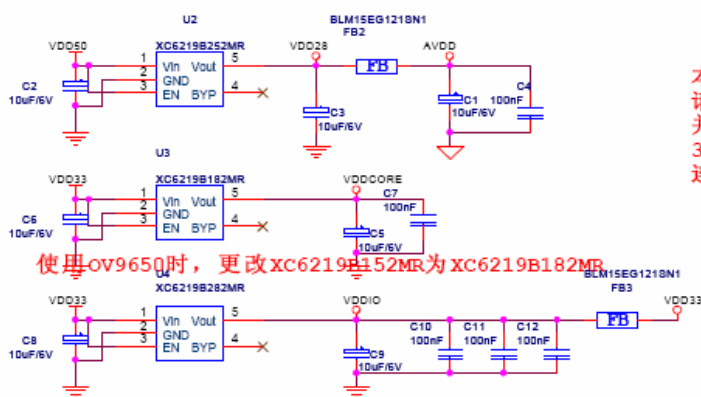 U2
BLM15EG121SN1
XC6219B252MR
FB2
VDD50
VDD28
AVDD
1 Vin Vout 5
FB
2 GND
C2
3 EN BYP 4
10uF/6V
C1
C4
100nF
C3
10uF/6V
10uF/6V
U3
VDD33
XC6219B182MR
VDDCORE
1 Vin Vout 5
C7
2 GND
100nF
C6
3 EN BYP 4
10uF/6V
C5
10uF/6V
使用OV9650时，更改XC6219B152MR为XC6219B182MR
U4
BLM15EG121SN1
VDD33
XC6219B282MR
FB3
VDDIO
VDD33
1 Vin Vout 5
FB
2 GND
C10
C11
C12
C8
3 EN BYP 4
100nF
100nF
100nF
10uF/6V
C9
10uF/6V